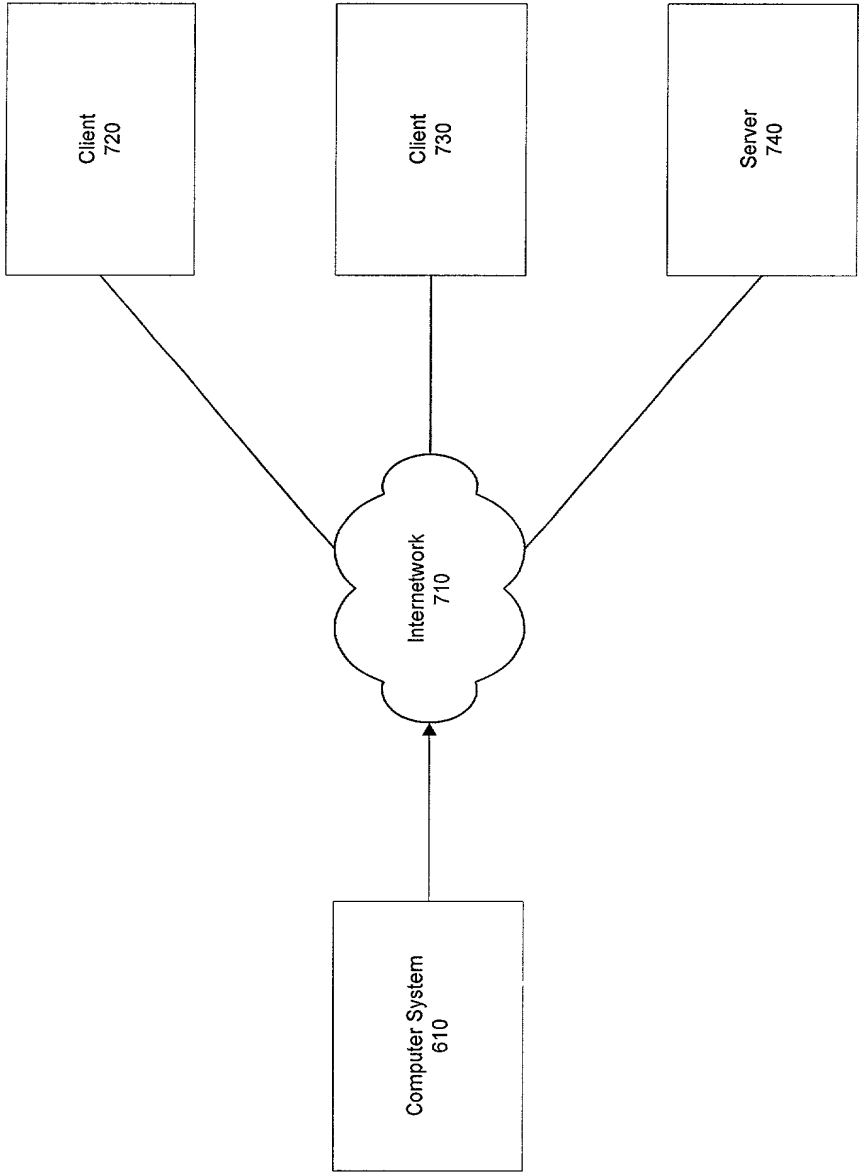 Client
720
Client
730
Server
740
Internetwork
710
Computer System
610